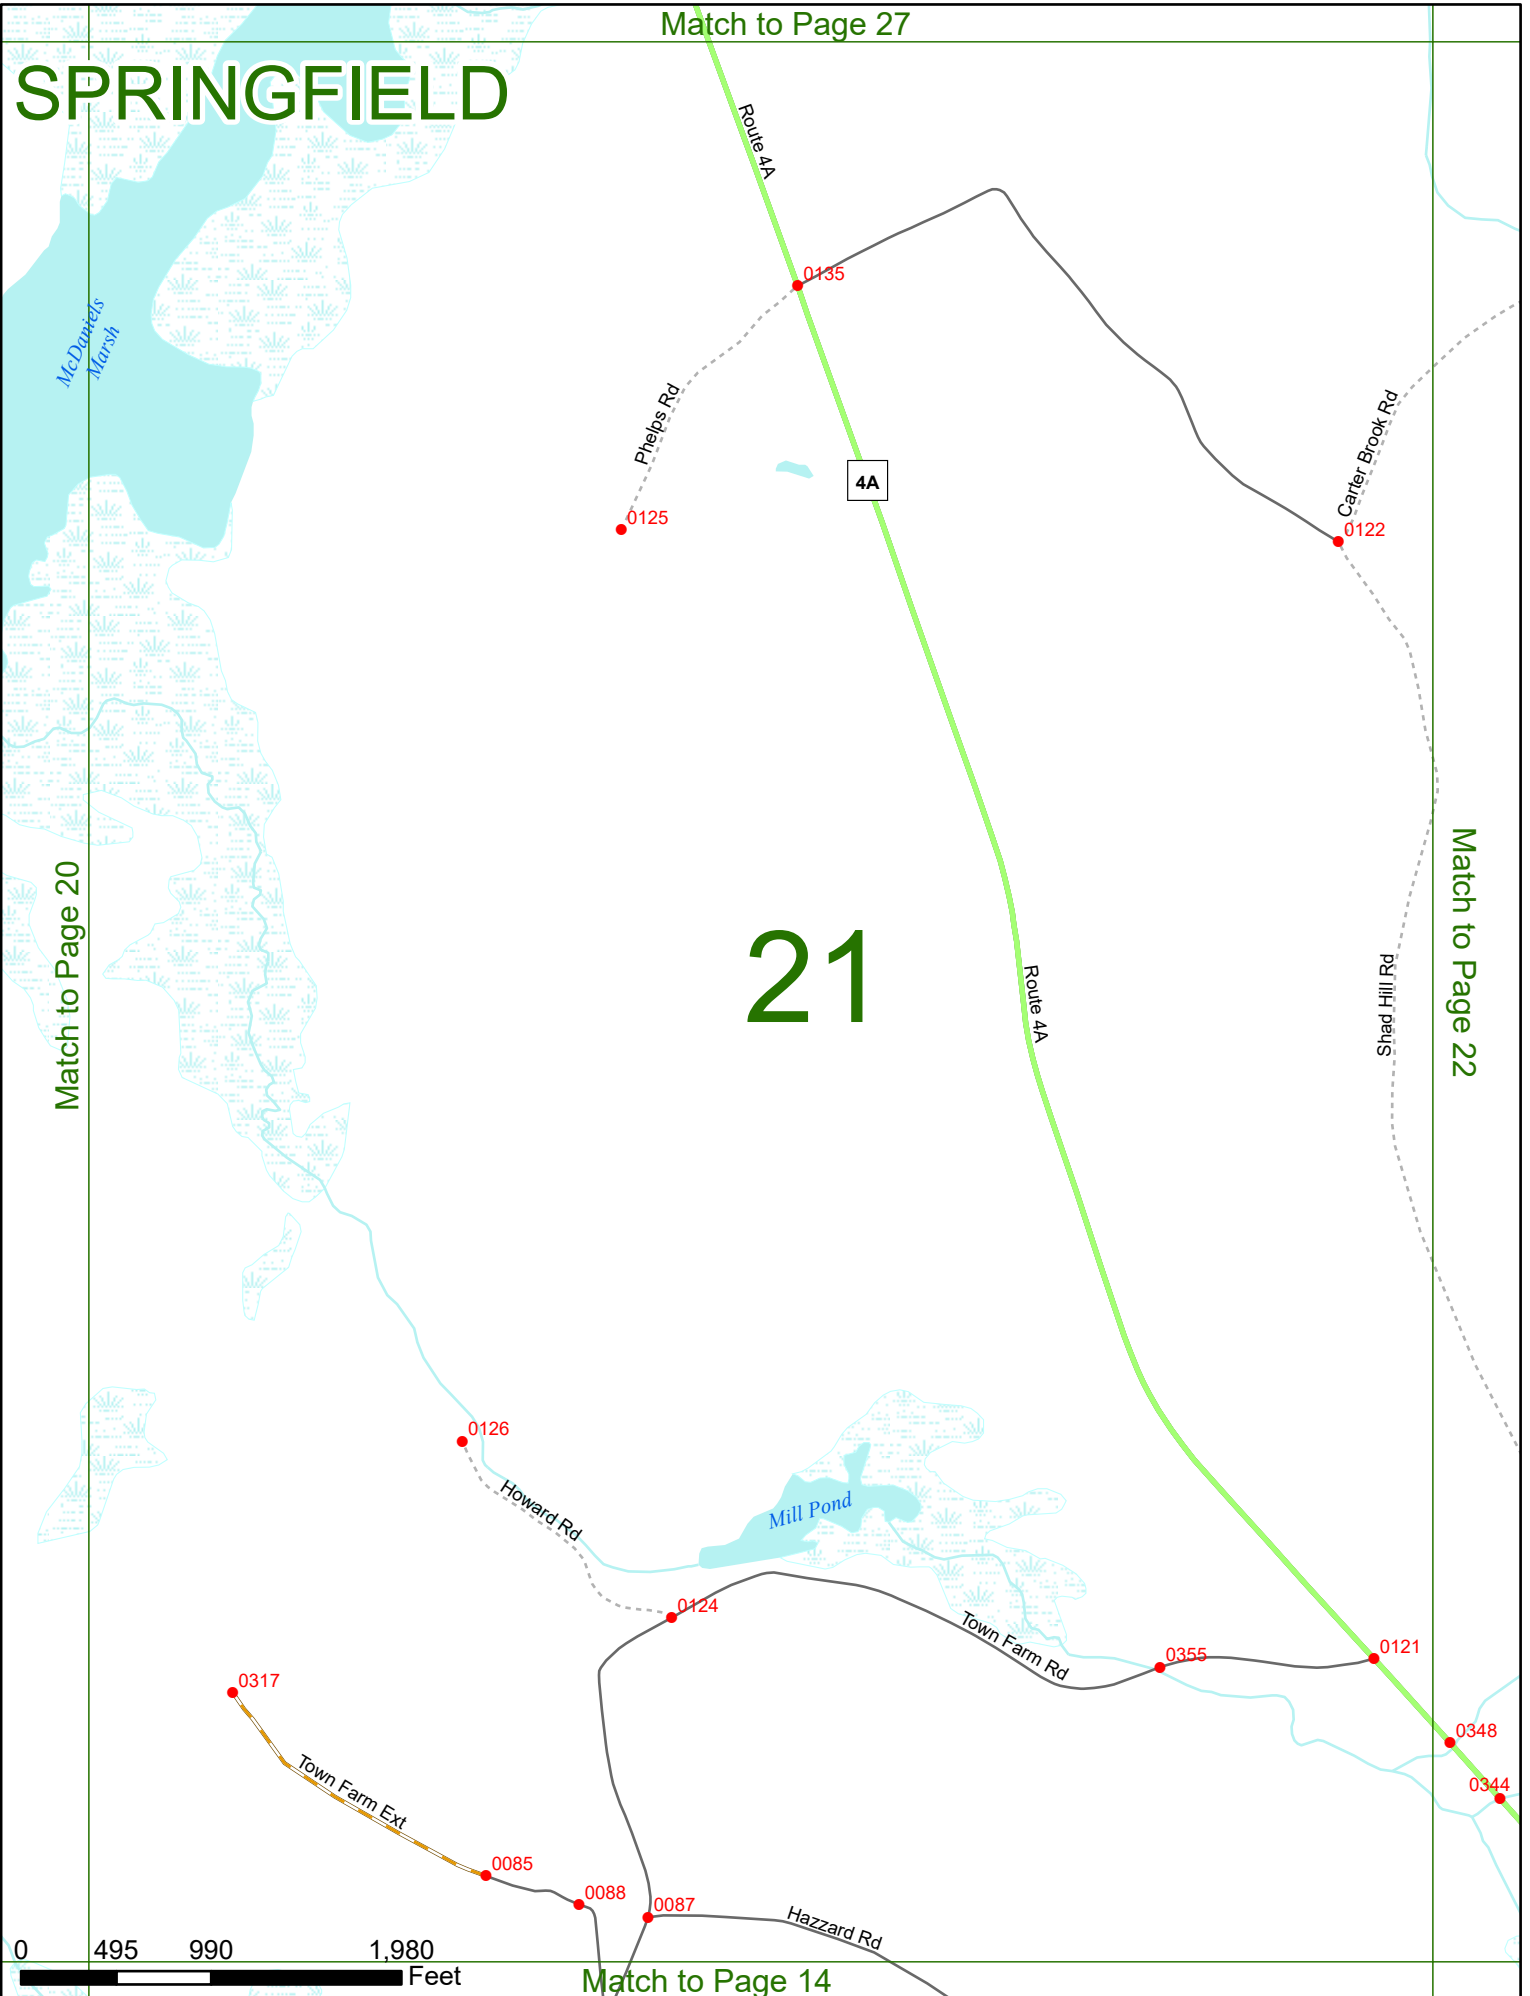 Match to Page 27
SPRINGFIELD
Route 4A
0135
McDaniels
Marsh
Phelps Rd
Carter Brook Rd
4A
0125
0122
Match to Page 20
21
Match to Page 22
Route 4A
Shad Hill Rd
0126
Howard Rd
Mill Pond
0124
Town Farm Rd
0355
0121
0317
0348
Town Farm Ext
0344
0085
0088
0087
Hazzard Rd
0 495 990 1,980
Feet
Match to Page 14